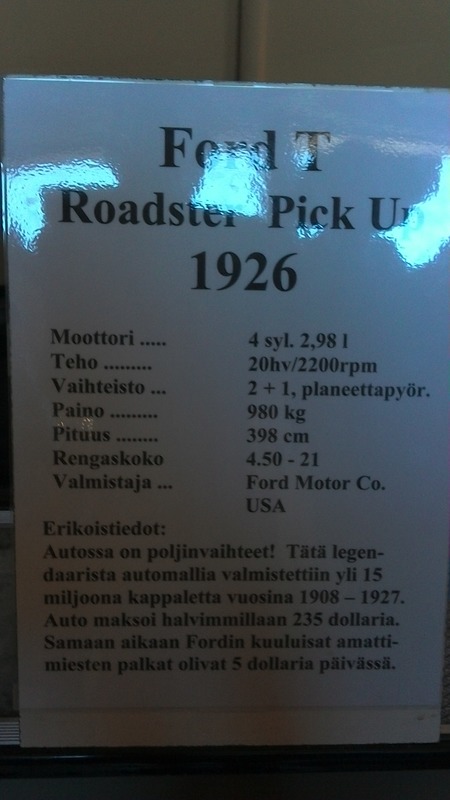 Ford T
Roadster Pick Up
1926
Moottori ..... 4 syl. 2,98 l
Teho ......... 20hv/2200rpm
Vaihteisto ... 2 + 1, planeettapyör.
Paino ......... 980 kg
Pituus ........ 398 cm
Rengaskoko 4.50 - 21
Valmistaja ... Ford Motor Co.
USA
Erikoistiedot:
Autossa on poljinvaihteet! Tätä legen-
daarista automallia valmistettiin yli 15
miljoona kappaletta vuosina 1908 – 1927.
Auto maksoi halvimmillaan 235 dollaria.
Samaan aikaan Fordin kuuluisat amatti-
miesten palkat olivat 5 dollaria päivässä.